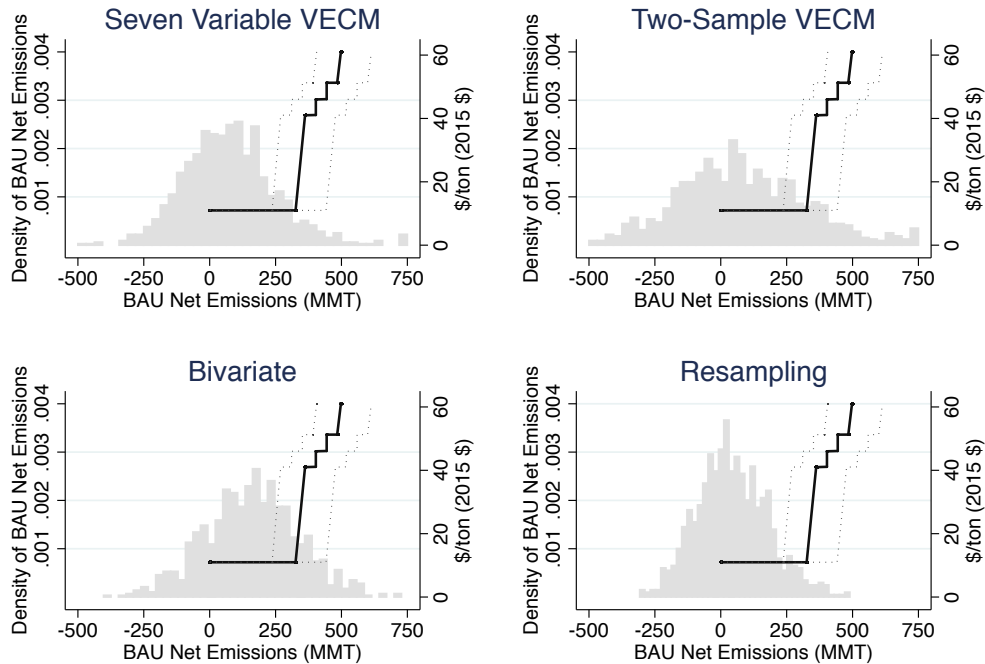 Seven Variable VECM
Density of BAU Net Emissions
.001 .002 .003 .004
0 20 40 60
$/ton (2015 $)
-500 -250 0 250 500 750
BAU Net Emissions (MMT)
Two-Sample VECM
Density of BAU Net Emissions
.001 .002 .003 .004
0 20 40 60
$/ton (2015 $)
-500 -250 0 250 500 750
BAU Net Emissions (MMT)
Bivariate
Density of BAU Net Emissions
.001 .002 .003 .004
0 20 40 60
$/ton (2015 $)
-500 -250 0 250 500 750
BAU Net Emissions (MMT)
Resampling
Density of BAU Net Emissions
.001 .002 .003 .004
0 20 40 60
$/ton (2015 $)
-500 -250 0 250 500 750
BAU Net Emissions (MMT)